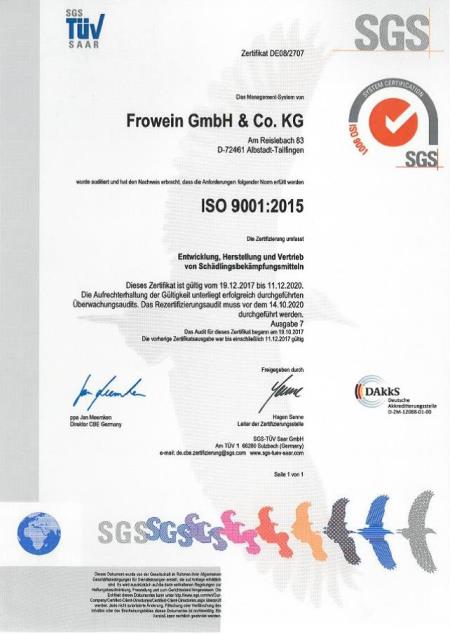 SGS
TÜV
SAAR
SGS
Zertifikat DE08/2707
SYSTEM CERTIFICATION
ISO 9001
SGS
Das Management-System von
Frowein GmbH & Co. KG
Am Reislebach 83
D-72461 Albstadt-Tailfingen
wurde auditiert und hat den Nachweis erbracht, dass die Anforderungen folgender Norm erfüllt werden
ISO 9001:2015
Die Zertifizierung umfasst
Entwicklung, Herstellung und Vertrieb
von Schädlingsbekämpfungsmitteln
Dieses Zertifikat ist gültig vom 19.12.2017 bis 11.12.2020.
Die Aufrechterhaltung der Gültigkeit unterliegt erfolgreich durchgeführten
Überwachungsaudits. Das Rezertifizierungsaudit muss vor dem 14.10.2020
durchgeführt werden.
Ausgabe 7
Das Audit für dieses Zertifikat begann am 19.10.2017
Die vorherige Zertifikatsausgabe war bis einschließlich 11.12.2017 gültig
Freigegeben durch
ppa Jan Meemken
Direktor CBE Germany
Hagen Senne
Leiter der Zertifizierungsstelle
DAkkS
Deutsche
Akkreditierungsstelle
D-ZM-12068-01-00
SGS-TÜV Saar GmbH
Am TÜV 1 66280 Sulzbach (Germany)
e-mail: de.cbe.zertifizierung@sgs.com www.sgs-tuev-saar.com
Seite 1 von 1
SGS SGS SGS